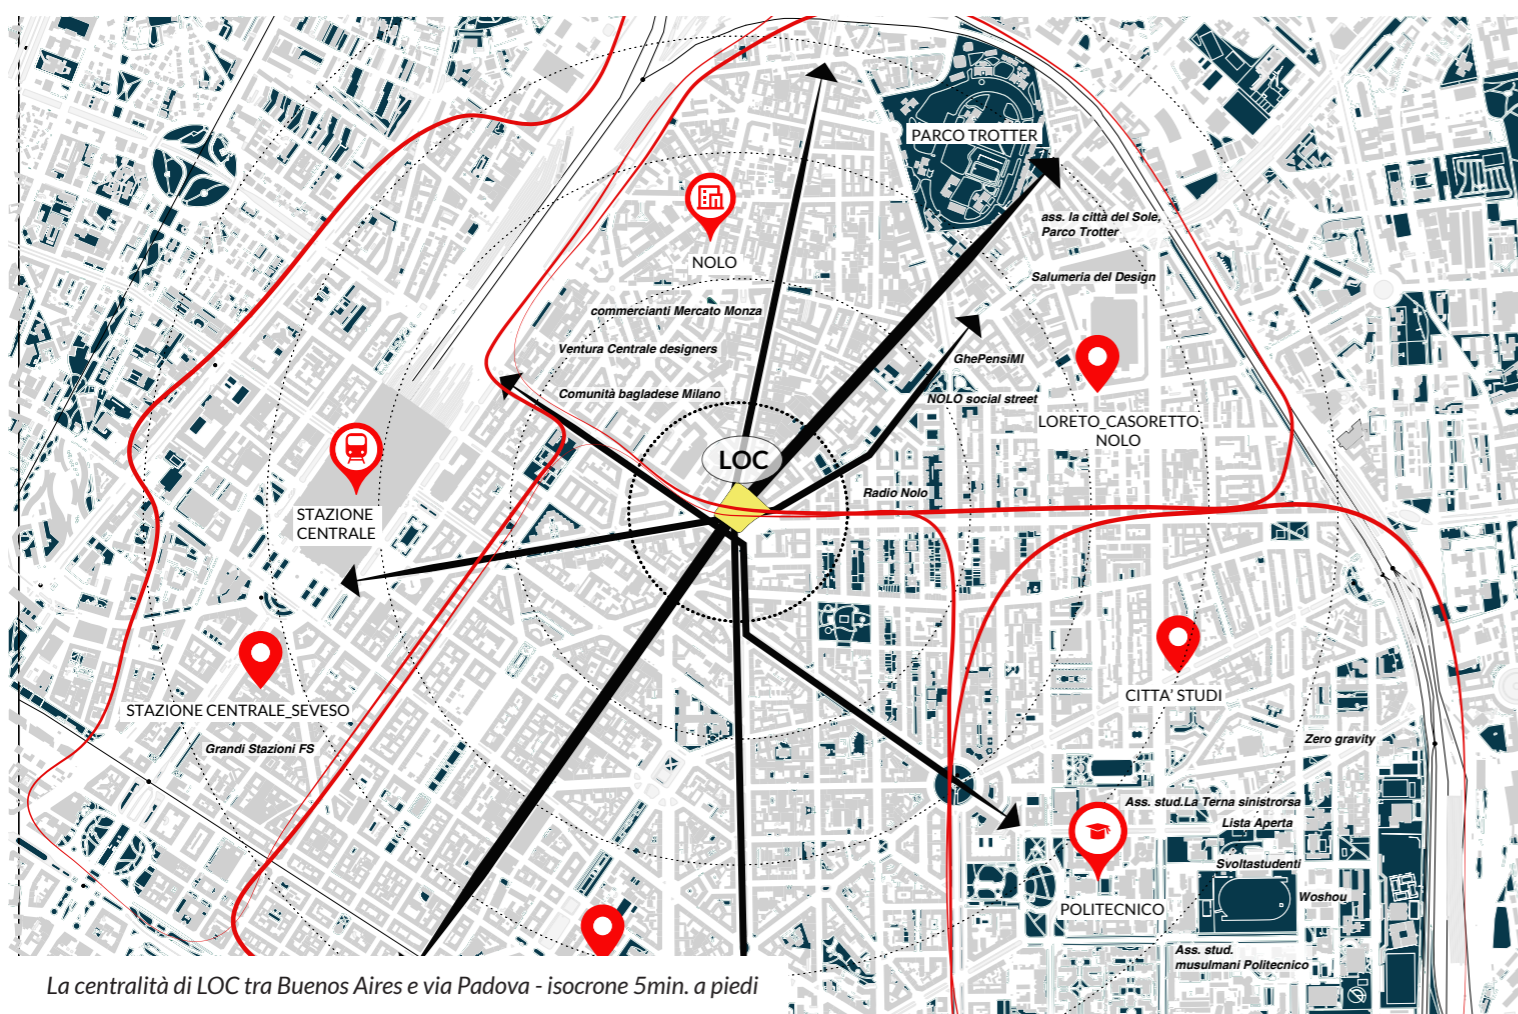 PARCO TROTTER
ass. la città del Sole,
Parco Trotter
NOLO
Salumeria del Design
commercianti Mercato Monza
Ventura Centrale designers
GhePensiMI
Comunità bagladese Milano
NOLO social street
LORETO_CASORETTO
NOLO
LOC
Radio Nolo
STAZIONE
CENTRALE
CITTA' STUDI
STAZIONE CENTRALE_SEVESO
Grandi Stazioni FS
Zero gravity
Ass. stud.La Terna sinistrorsa
Lista Aperta
Svoltastudenti
Woshou
POLITECNICO
Ass. stud.
musulmani Politecnico
La centralità di LOC tra Buenos Aires e via Padova - isocrone 5min. a piedi